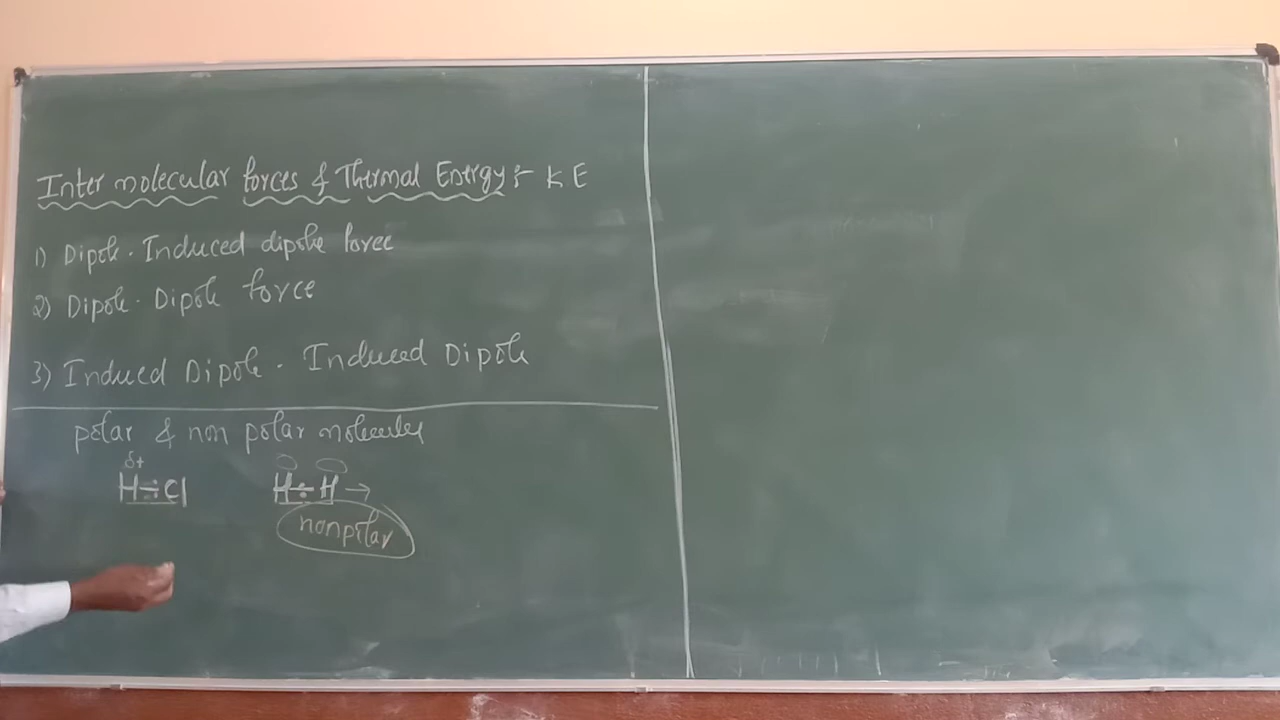 Inter molecular forces & Thermal Energy :- K E
1) Dipole - Induced dipole force
2) Dipole - Dipole force
3) Induced Dipole - Induced Dipole
polar & non polar molecules
δ+
H÷Cl H÷H →
nonpolar